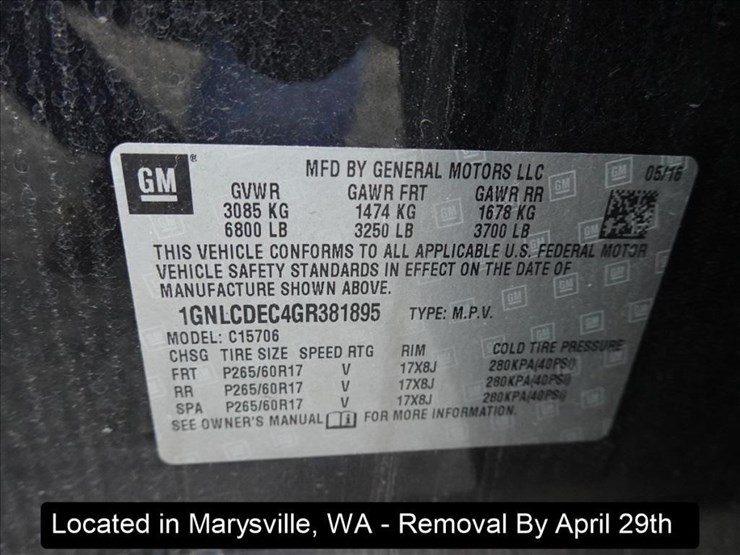 GM®
MFD BY GENERAL MOTORS LLC 05/16
GVWR GAWR FRT GAWR RR
3085 KG 1474 KG 1678 KG
6800 LB 3250 LB 3700 LB
THIS VEHICLE CONFORMS TO ALL APPLICABLE U.S. FEDERAL MOTOR
VEHICLE SAFETY STANDARDS IN EFFECT ON THE DATE OF
MANUFACTURE SHOWN ABOVE.
1GNLCDEC4GR381895 TYPE: M.P.V.
MODEL: C15706
CHSG TIRE SIZE SPEED RTG RIM COLD TIRE PRESSURE
FRT P265/60R17 V 17X8J 280KPA(40PSI)
RR P265/60R17 V 17X8J 280KPA(40PSI)
SPA P265/60R17 V 17X8J 280KPA(40PSI)
SEE OWNER'S MANUAL i FOR MORE INFORMATION.
Located in Marysville, WA - Removal By April 29th